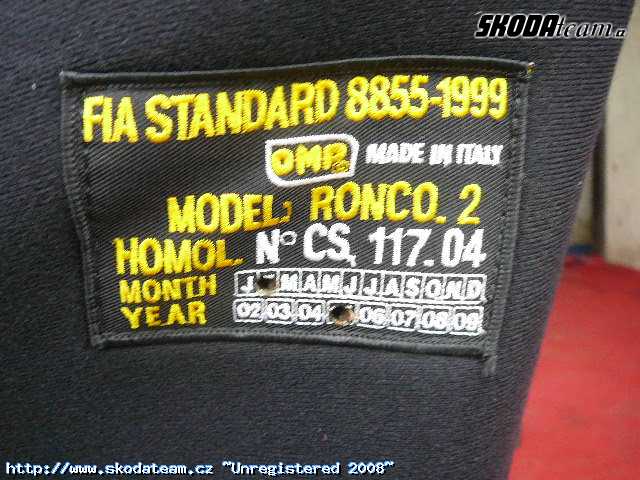 SKODAteam.cz
FIA STANDARD 8855-1999
OMP MADE IN ITALY
MODEL: RONCO. 2
HOMOL. N° CS. 117.04
MONTH J M A M J J A S O N D
YEAR 02 03 04 06 07 08 09
http://www.skodateam.cz ~Unregistered 2008~